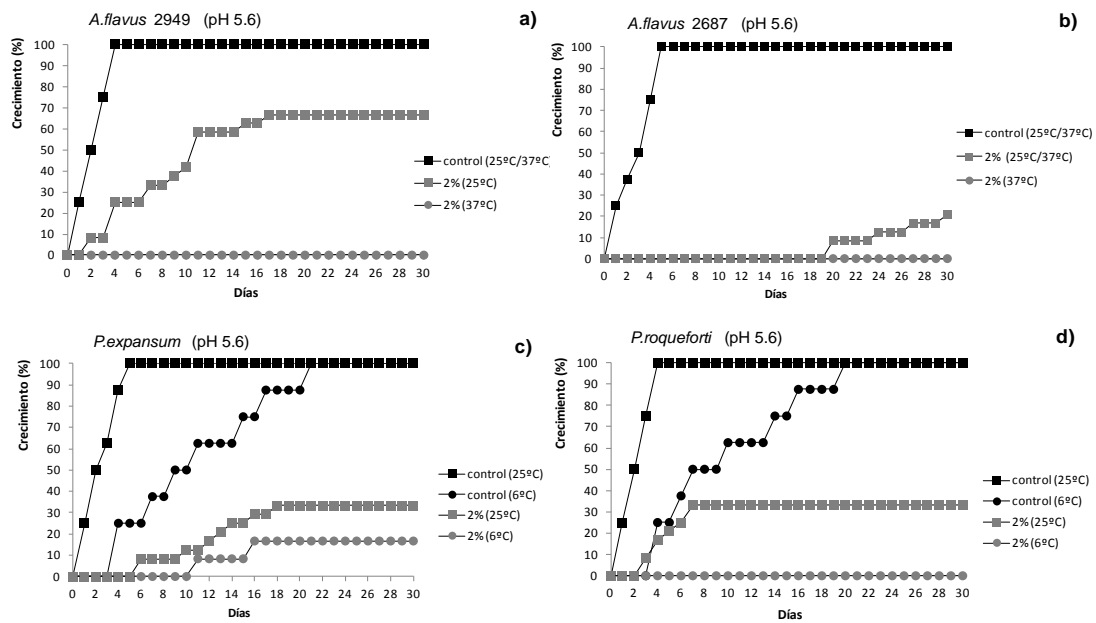 A.flavus 2949 (pH 5.6)
a)
Crecimiento (%)
100
90
80
70
60
50
40
30
20
10
0
0 2 4 6 8 10 12 14 16 18 20 22 24 26 28 30
Días
control (25ºC/37ºC)
2% (25ºC)
2% (37ºC)
A.flavus 2687 (pH 5.6)
b)
Crecimiento (%)
100
90
80
70
60
50
40
30
20
10
0
0 2 4 6 8 10 12 14 16 18 20 22 24 26 28 30
Días
control (25ºC/37ºC)
2% (25ºC/37ºC)
2% (37ºC)
P.expansum (pH 5.6)
c)
Crecimiento (%)
100
90
80
70
60
50
40
30
20
10
0
0 2 4 6 8 10 12 14 16 18 20 22 24 26 28 30
Días
control (25ºC)
control (6ºC)
2% (25ºC)
2% (6ºC)
P.roqueforti (pH 5.6)
d)
Crecimiento (%)
100
90
80
70
60
50
40
30
20
10
0
0 2 4 6 8 10 12 14 16 18 20 22 24 26 28 30
Días
control (25ºC)
control (6ºC)
2% (25ºC)
2% (6ºC)